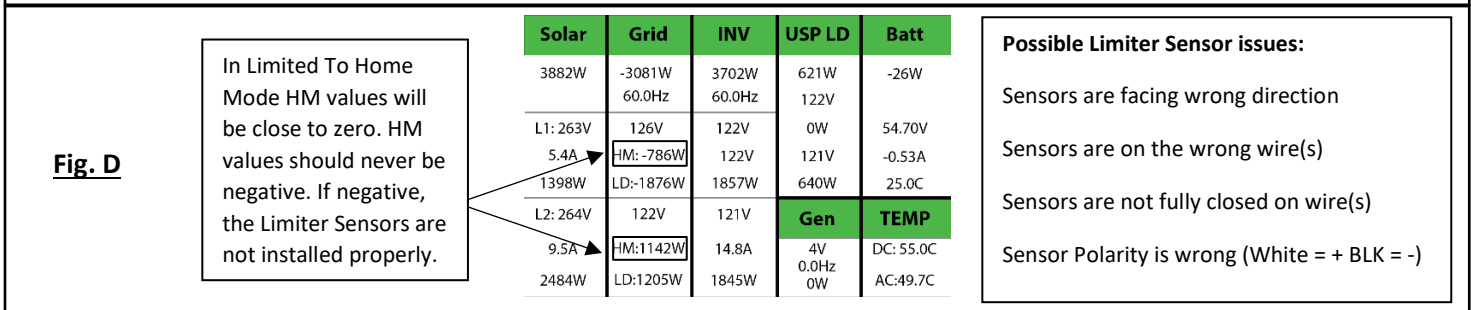 Fig. D
In Limited To Home
Mode HM values will
be close to zero. HM
values should never be
negative. If negative,
the Limiter Sensors are
not installed properly.
Solar Grid INV USP LD Batt
3882W -3081W 3702W 621W -26W
60.0Hz 60.0Hz 122V
L1: 263V 126V 122V 0W 54.70V
5.4A HM: -786W 122V 121V -0.53A
1398W LD:-1876W 1857W 640W 25.0C
L2: 264V 122V 121V Gen TEMP
9.5A HM:1142W 14.8A 4V DC: 55.0C
0.0Hz
2484W LD:1205W 1845W 0W AC:49.7C
Possible Limiter Sensor issues:
Sensors are facing wrong direction
Sensors are on the wrong wire(s)
Sensors are not fully closed on wire(s)
Sensor Polarity is wrong (White = + BLK = -)